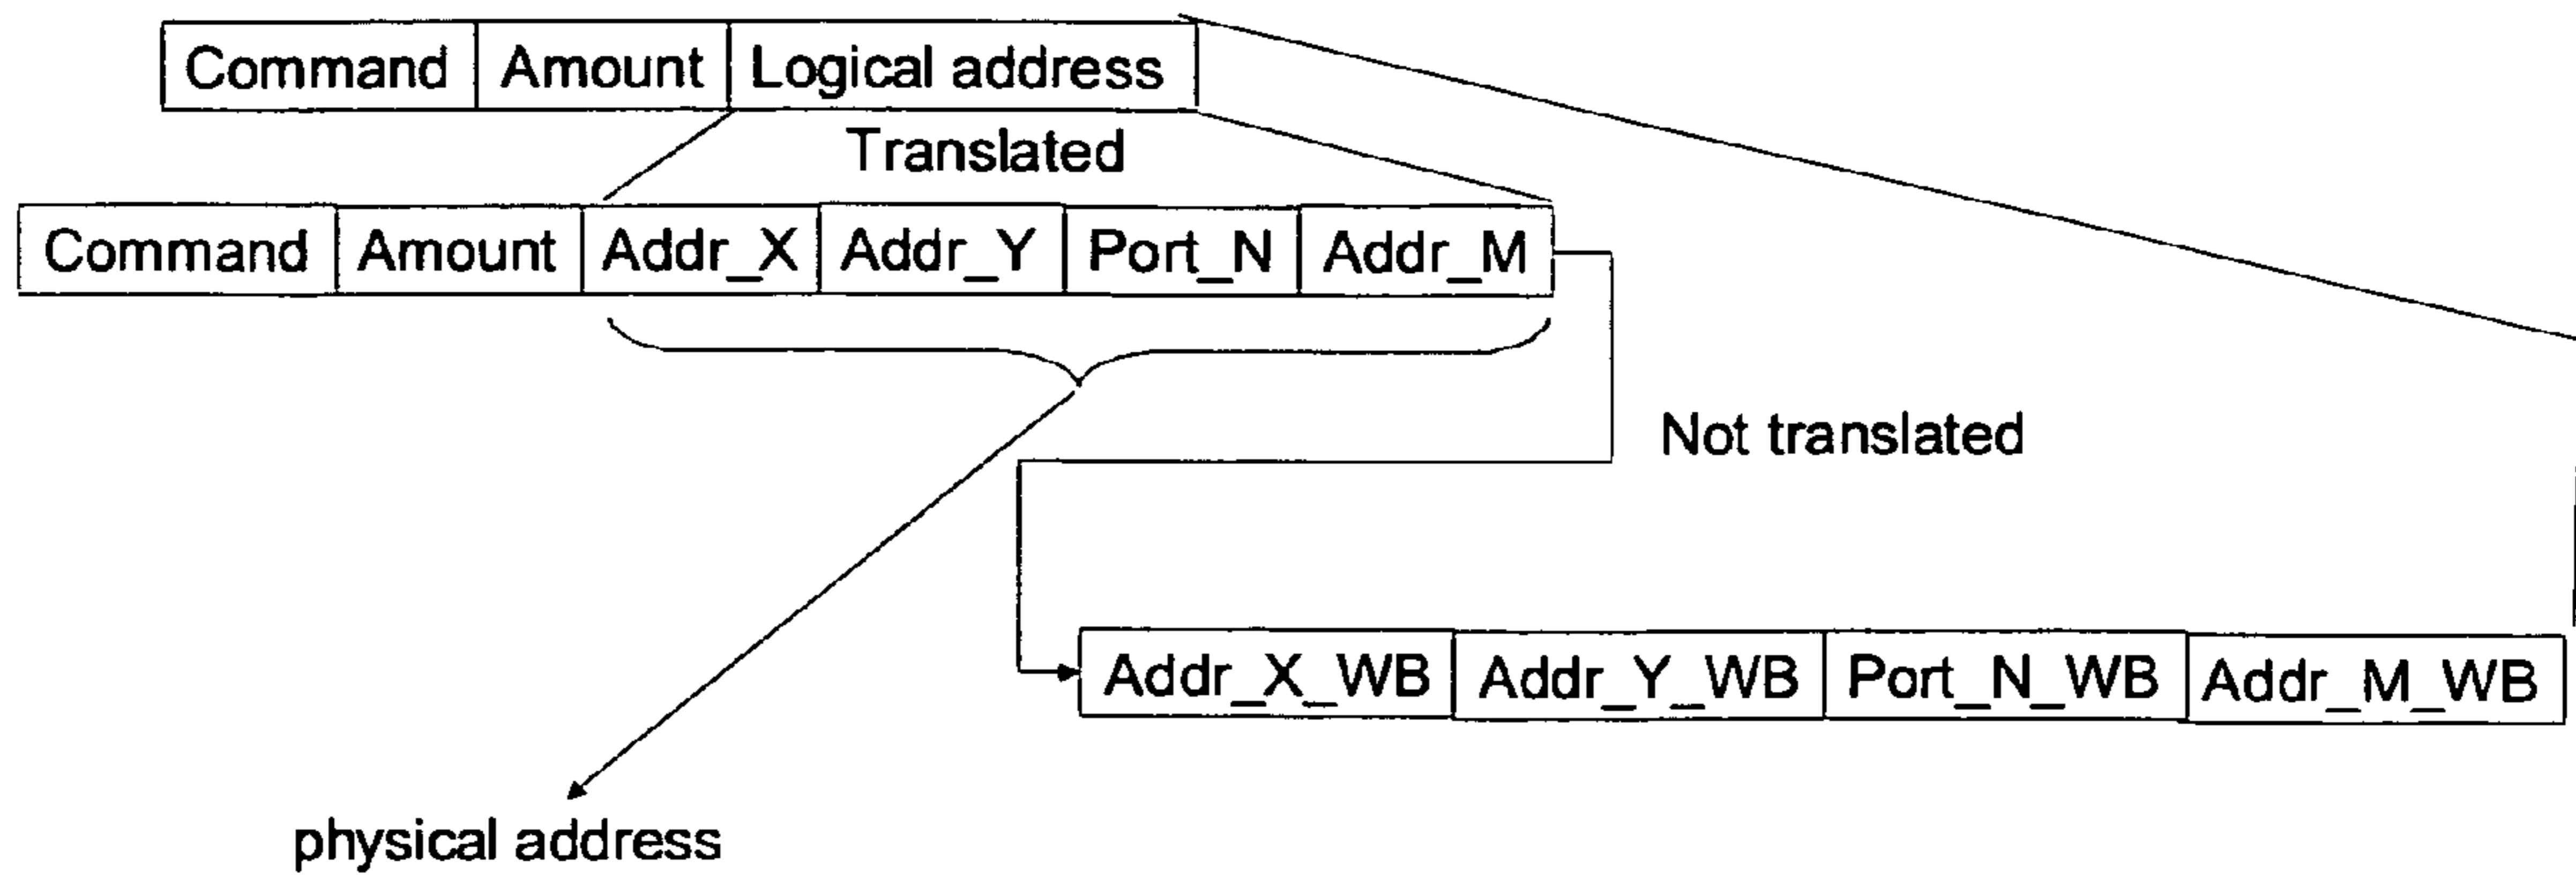 Command Amount Logical address
Translated
Command Amount Addr_X Addr_Y Port_N Addr_M
Not translated
Addr_X_WB Addr_Y_WB Port_N_WB Addr_M_WB
physical address